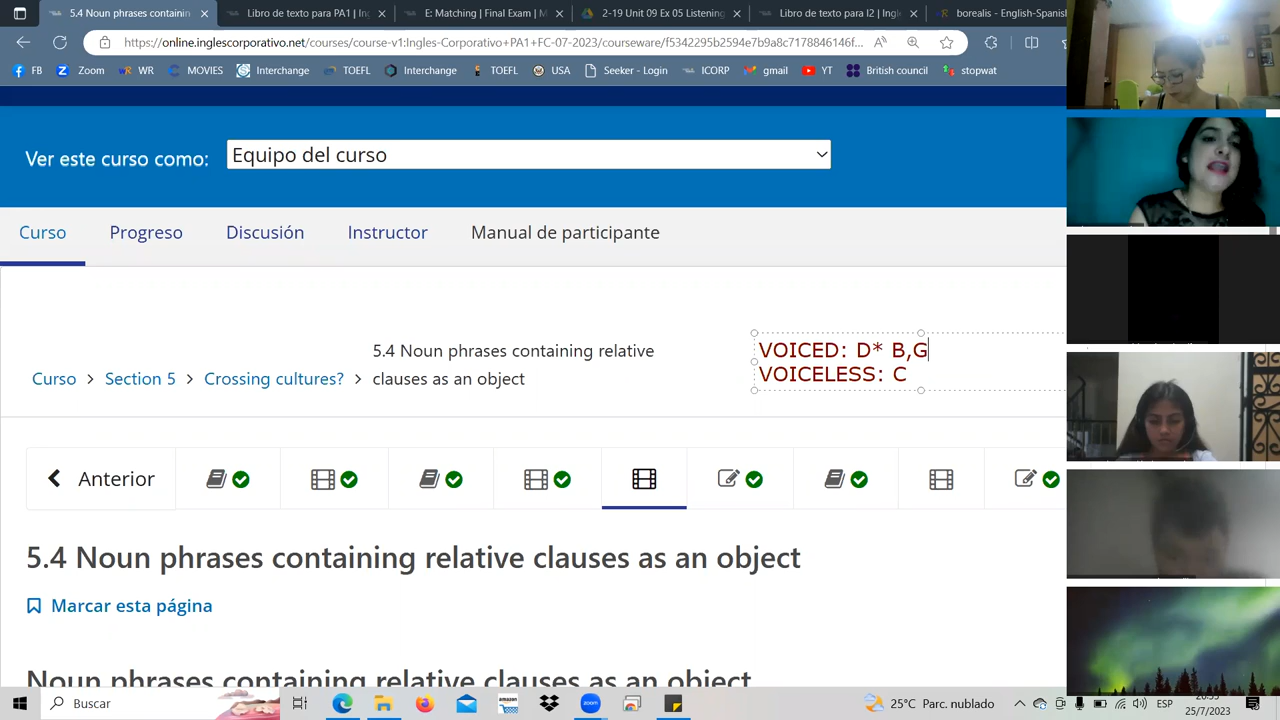 5.4 Noun phrases containin
Libro de texto para PA1 | In
E: Matching | Final Exam | M
2-19 Unit 09 Ex 05 Listening
Libro de texto para I2 | Ingl
borealis - English-Spanis
https://online.inglescorporativo.net/courses/course-v1:Ingles-Corporativo+PA1+FC-07-2023/courseware/f5342295b2594e7b9a8c7178846146f...
FB
Zoom
WR
MOVIES
Interchange
TOEFL
Interchange
TOEFL
USA
Seeker - Login
ICORP
gmail
YT
British council
stopwat
Ver este curso como:
Equipo del curso
Curso
Progreso
Discusión
Instructor
Manual de participante
VOICED: D* B,G
VOICELESS: C
Curso > Section 5 > Crossing cultures? >
5.4 Noun phrases containing relative
clauses as an object
Anterior
5.4 Noun phrases containing relative clauses as an object
Marcar esta página
Noun phrases containing relative clauses as an object
Buscar
25°C Parc. nublado
ESP
25/7/2023